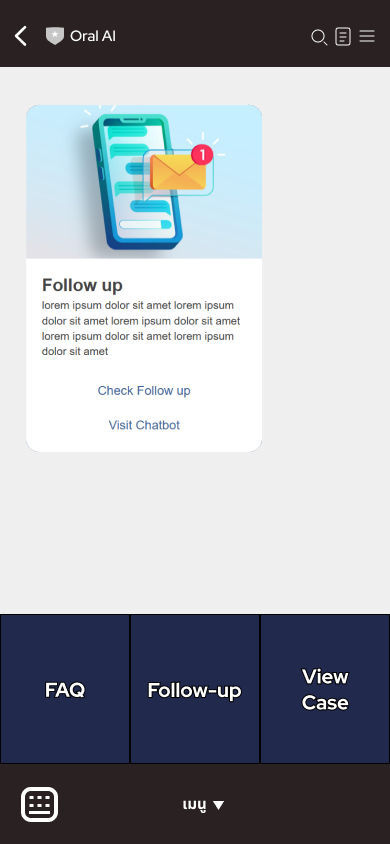 Oral AI
1
Follow up
lorem ipsum dolor sit amet lorem ipsum
dolor sit amet lorem ipsum dolor sit amet
lorem ipsum dolor sit amet lorem ipsum
dolor sit amet
Check Follow up
Visit Chatbot
FAQ
Follow-up
View
Case
เมนู